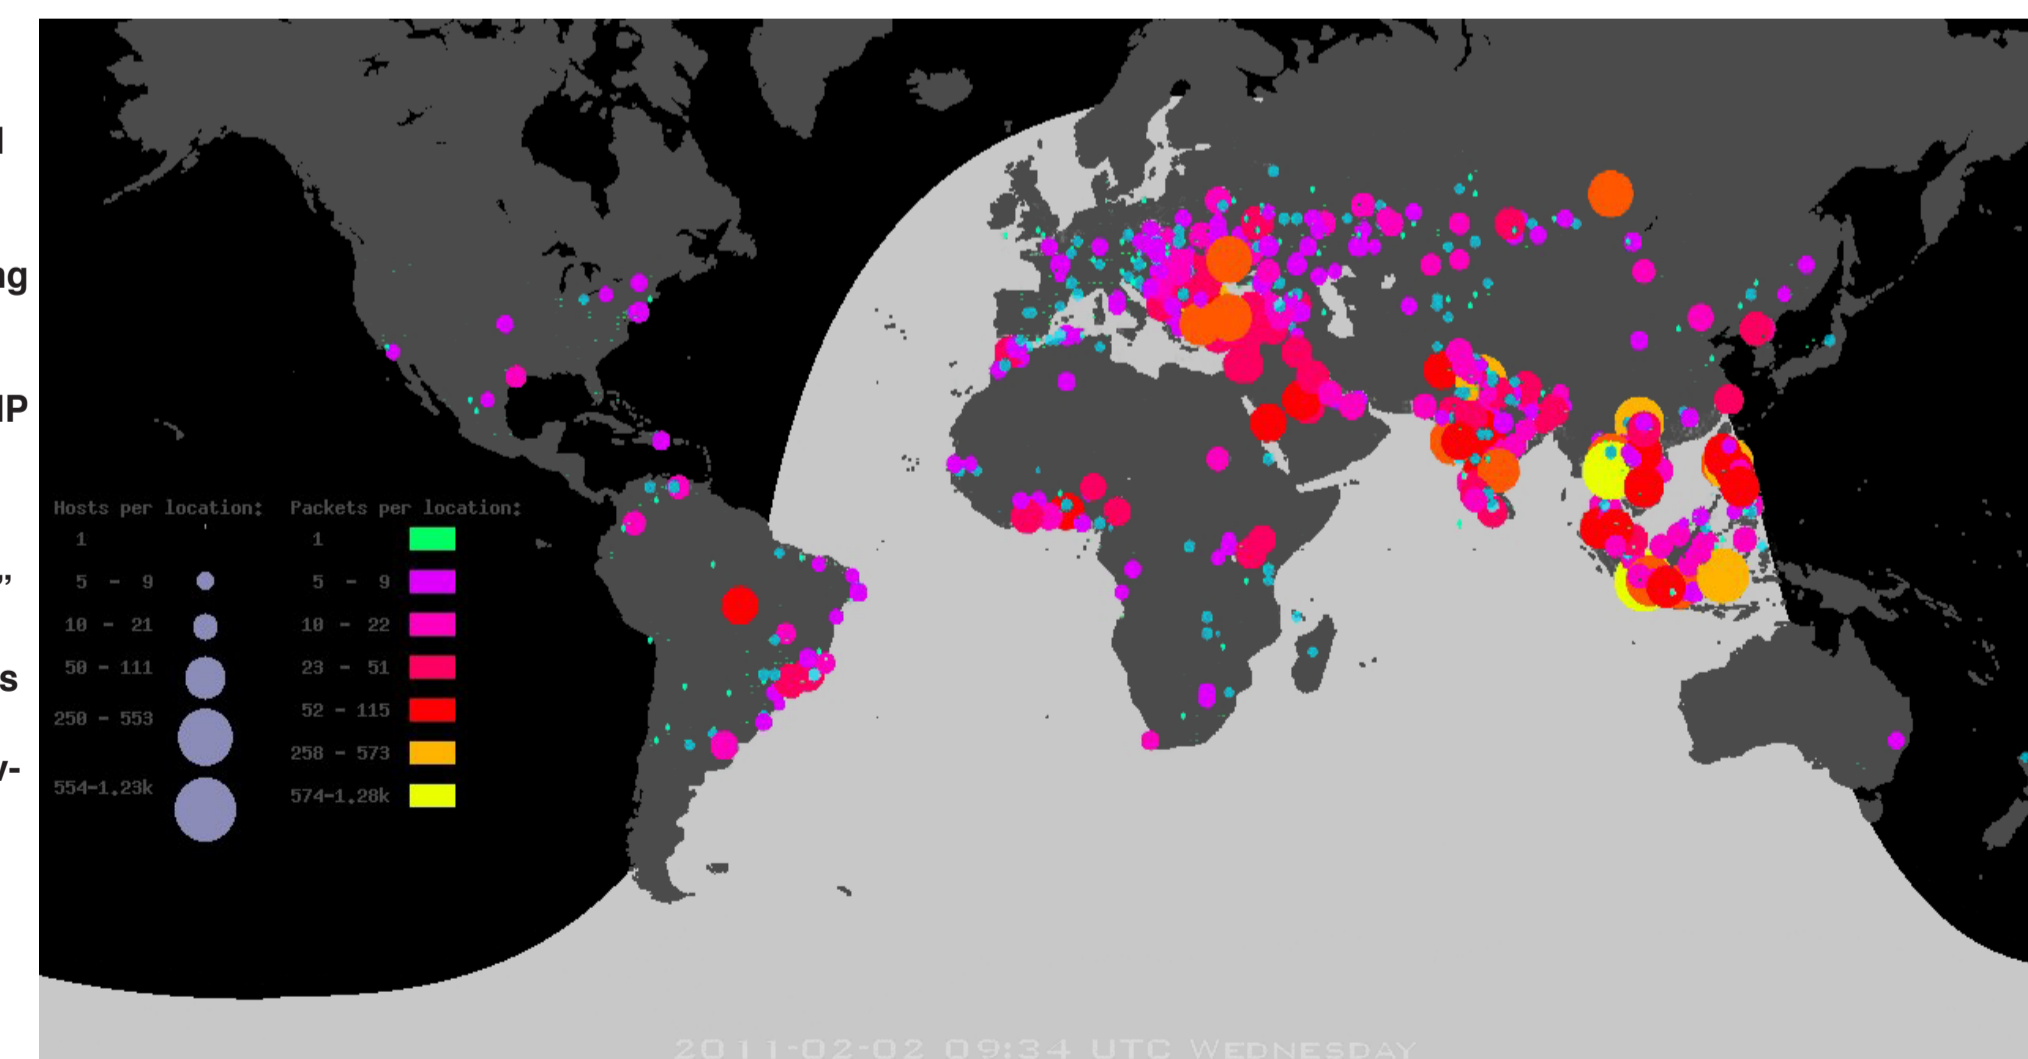 ng
IP
”
s
y-
Hosts per location: Packets per location:
1 1
5 - 9 5 - 9
10 - 21 10 - 22
50 - 111 23 - 51
250 - 553 52 - 115
258 - 573
554-1.23k 574-1.28k
2011-02-02 09:34 UTC WEDNESDAY